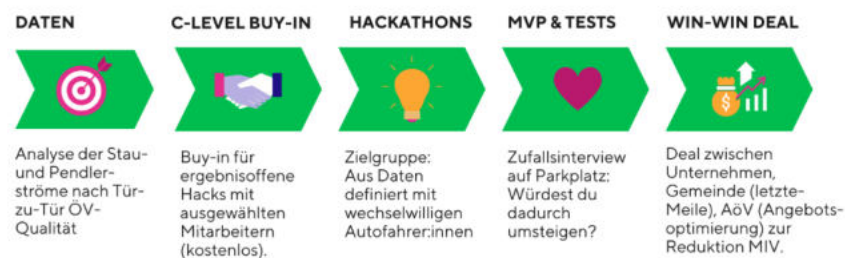 DATEN
Analyse der Stau-
und Pendler-
ströme nach Tür-
zu-Tür ÖV-
Qualität
C-LEVEL BUY-IN
Buy-in für
ergebnisoffene
Hacks mit
ausgewählten
Mitarbeitern
(kostenlos).
HACKATHONS
Zielgruppe:
Aus Daten
definiert mit
wechselwilligen
Autofahrer:innen
MVP & TESTS
Zufallsinterview
auf Parkplatz:
Würdest du
dadurch
umsteigen?
WIN-WIN DEAL
$
Deal zwischen
Unternehmen,
Gemeinde (letzte-
Meile), AöV (Angebots-
optimierung) zur
Reduktion MIV.